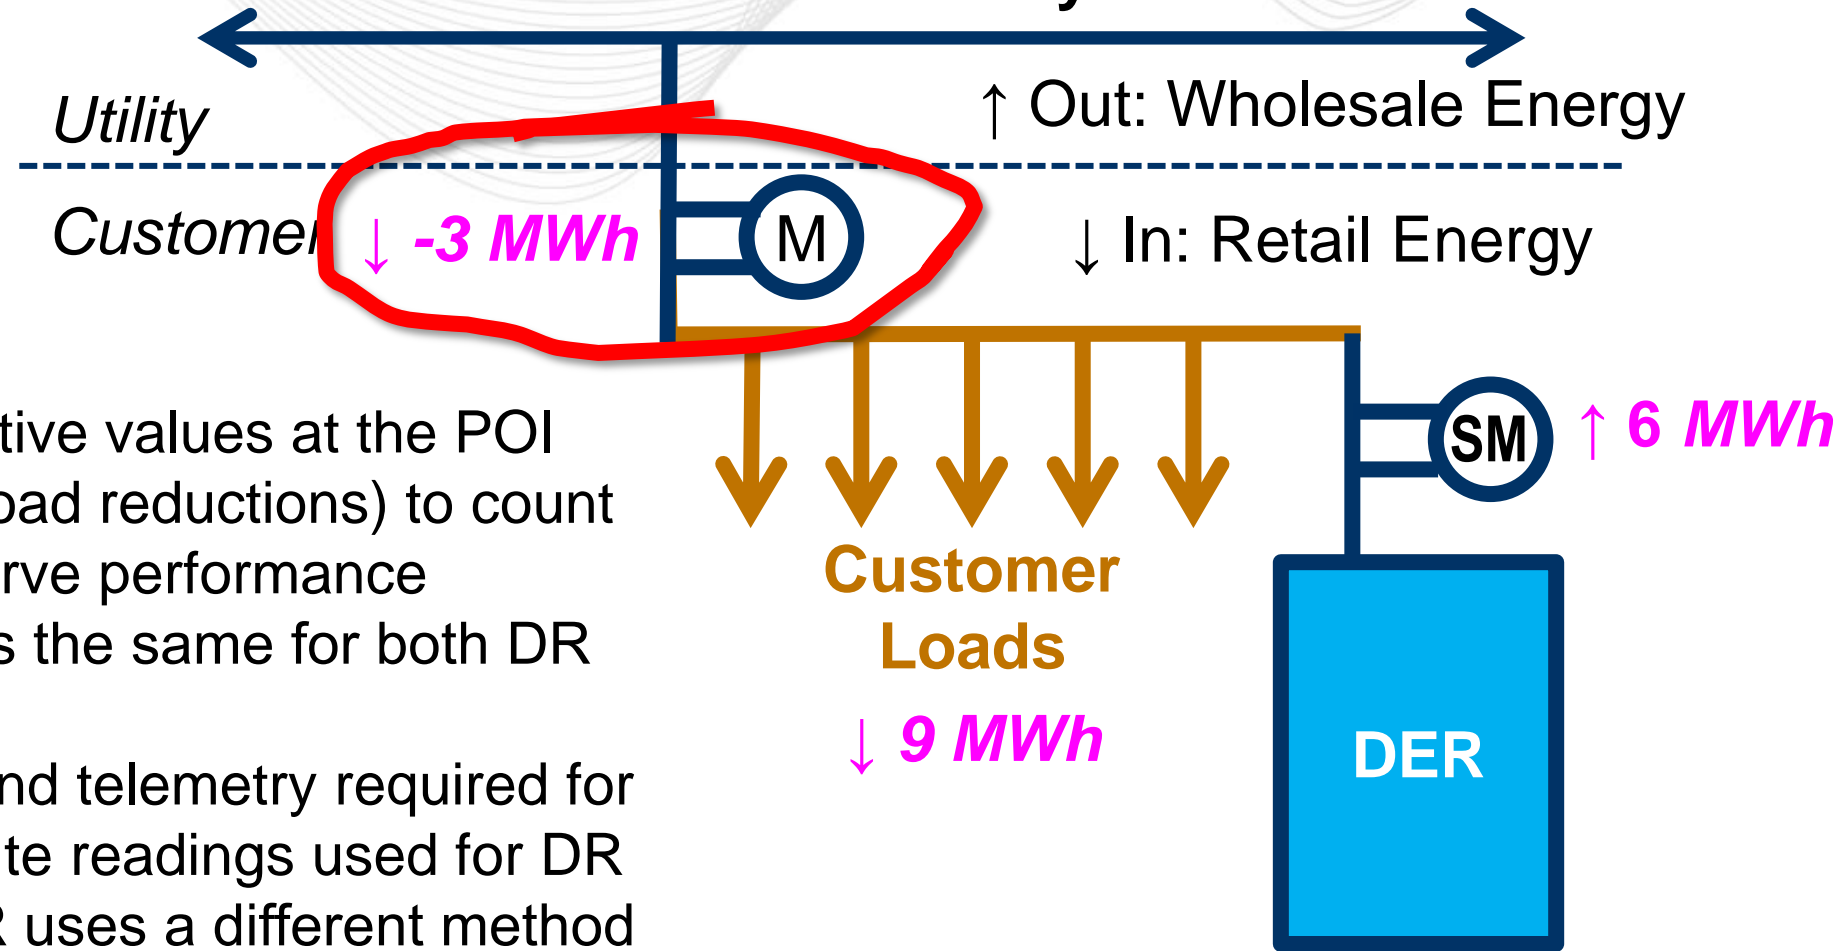 Utility
↑ Out: Wholesale Energy
Customer
↓ -3 MWh
M
↓ In: Retail Energy
tive values at the POI
oad reductions) to count
rve performance
s the same for both DR
nd telemetry required for
te readings used for DR
R uses a different method
SM
↑ 6 MWh
Customer
Loads
↓ 9 MWh
DER